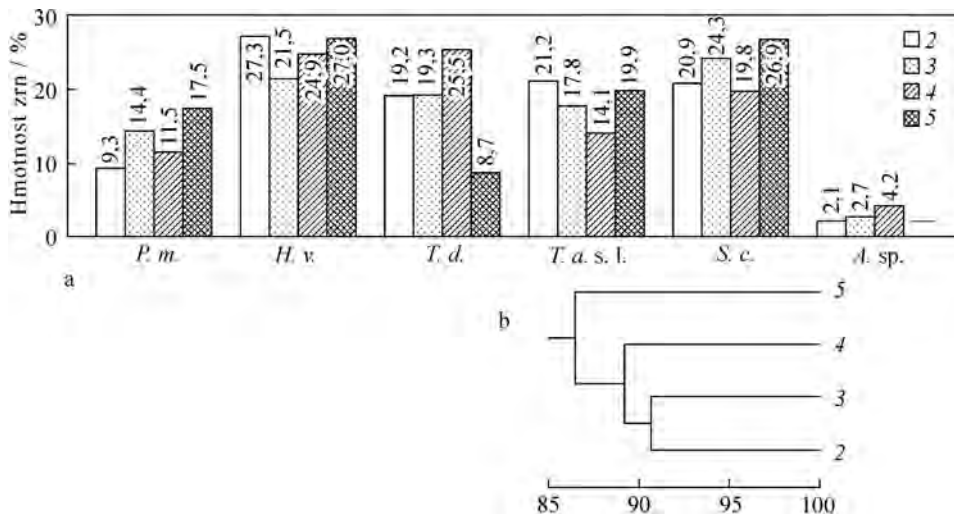 Hmotnost zrn / %
30
20
10
0
9,3 14,4 11,5 17,5
27,3 21,5 24,9 27,0
19,2 19,3 25,5 8,7
21,2 17,8 14,1 19,9
20,9 24,3 19,8 26,9
2,1 2,7 4,2
2
3
4
5
P. m. H. v. T. d. T. a. s. l. S. c. A. sp.
a
b
5
4
3
2
85 90 95 100